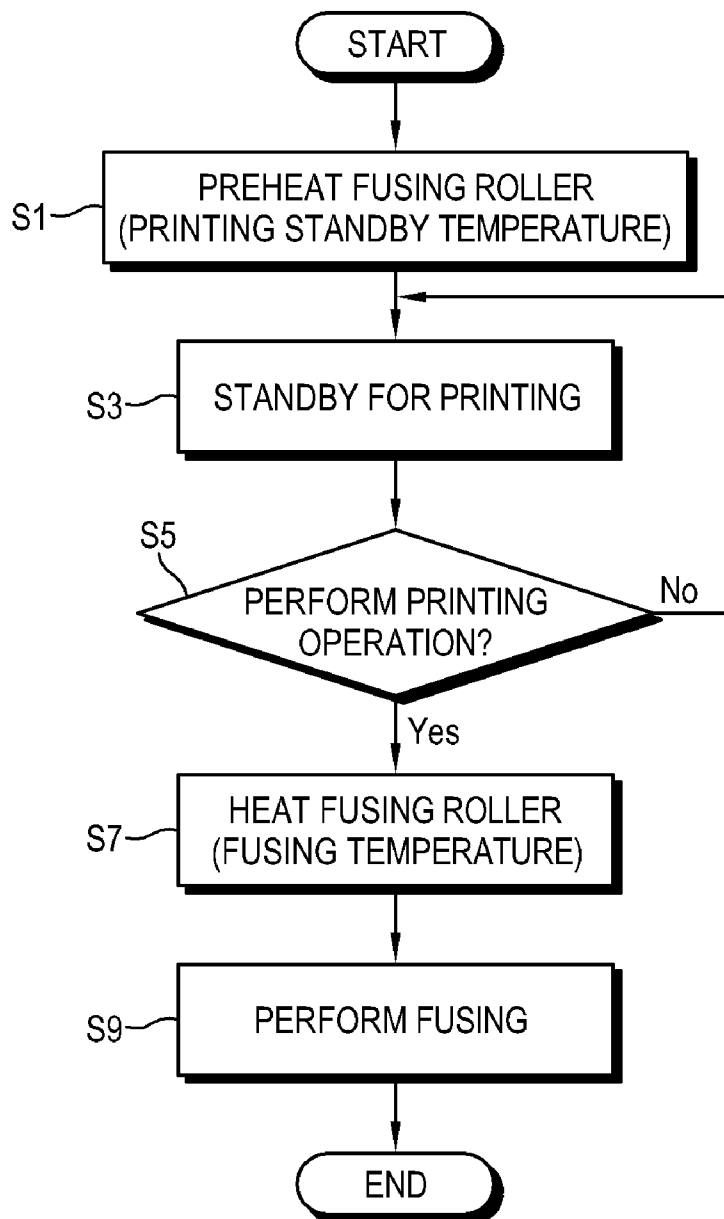 START
S1
PREHEAT FUSING ROLLER
(PRINTING STANDBY TEMPERATURE)
S3
STANDBY FOR PRINTING
S5
PERFORM PRINTING
OPERATION?
No
Yes
S7
HEAT FUSING ROLLER
(FUSING TEMPERATURE)
S9
PERFORM FUSING
END